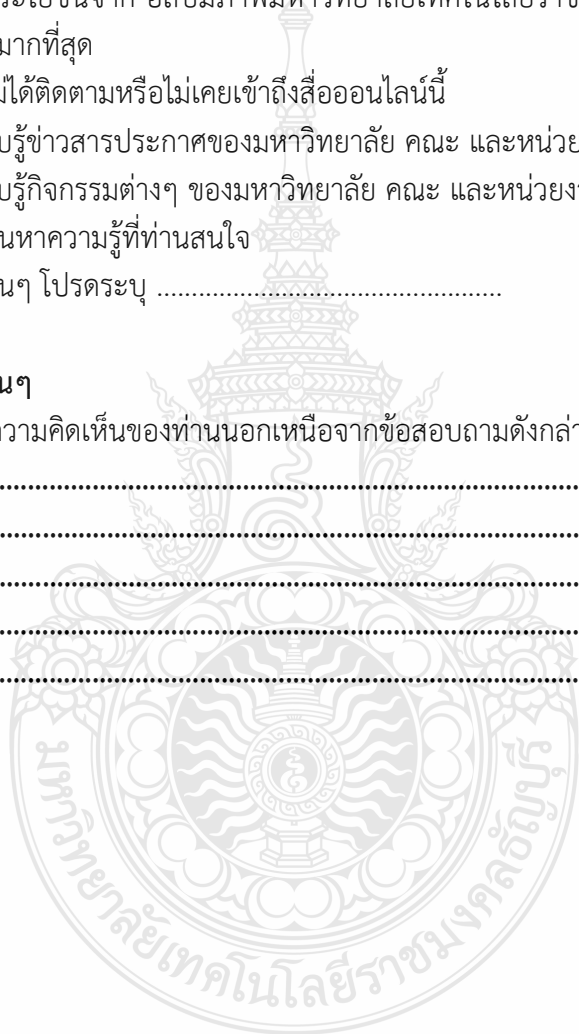 มากที่สุด
ม่ได้ติดตามหรือไม่เคยเข้าถึงสื่อออนไลน์นี้
บรู้ข่าวสารประกาศของมหาวิทยาลัย คณะ และหน่วย
บรู้กิจกรรมต่างๆ ของมหาวิทยาลัย คณะ และหน่วยง
นหาความรู้ที่ท่านสนใจ
นๆ โปรดระบุ ..................................................
นๆ
วามคิดเห็นของท่านนอกเหนือจากข้อสอบถามดังกล่า
มหาวิทยาลัยเทคโนโลยีราชมงคลธัญบุรี